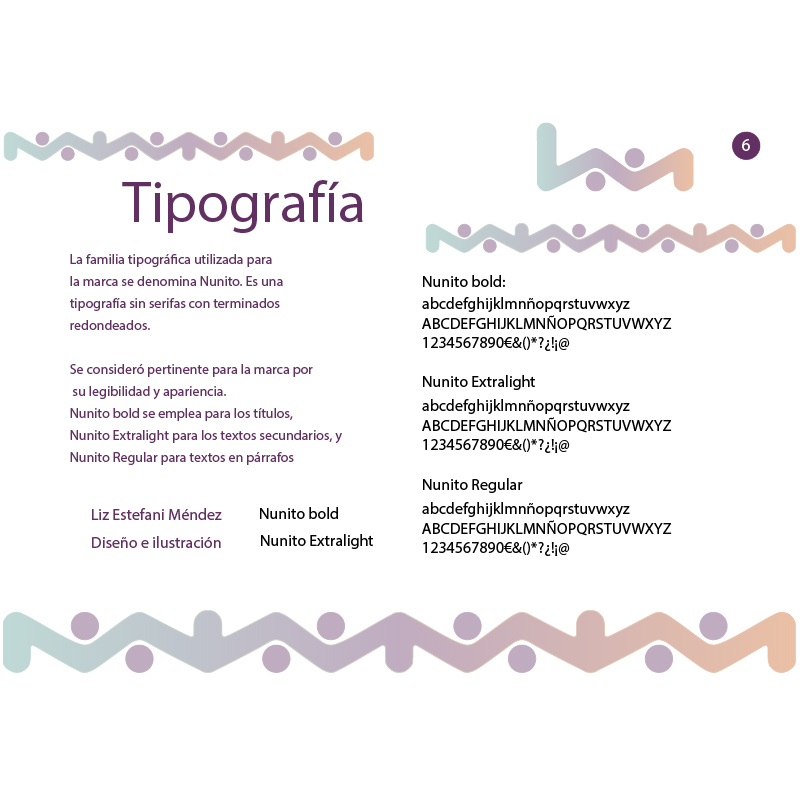 6
Tipografía
La familia tipográfica utilizada para
la marca se denomina Nunito. Es una
tipografía sin serifas con terminados
redondeados.
Se consideró pertinente para la marca por
su legibilidad y apariencia.
Nunito bold se emplea para los títulos,
Nunito Extralight para los textos secundarios, y
Nunito Regular para textos en párrafos
Liz Estefani Méndez Nunito bold
Diseño e ilustración Nunito Extralight
Nunito bold:
abcdefghijklmnñopqrstuvwxyz
ABCDEFGHIJKLMNÑOPQRSTUVWXYZ
1234567890€&()*?¿!¡@
Nunito Extralight
abcdefghijklmnñopqrstuvwxyz
ABCDEFGHIJKLMNÑOPQRSTUVWXYZ
1234567890€&()*?¿!¡@
Nunito Regular
abcdefghijklmnñopqrstuvwxyz
ABCDEFGHIJKLMNÑOPQRSTUVWXYZ
1234567890€&()*?¿!¡@